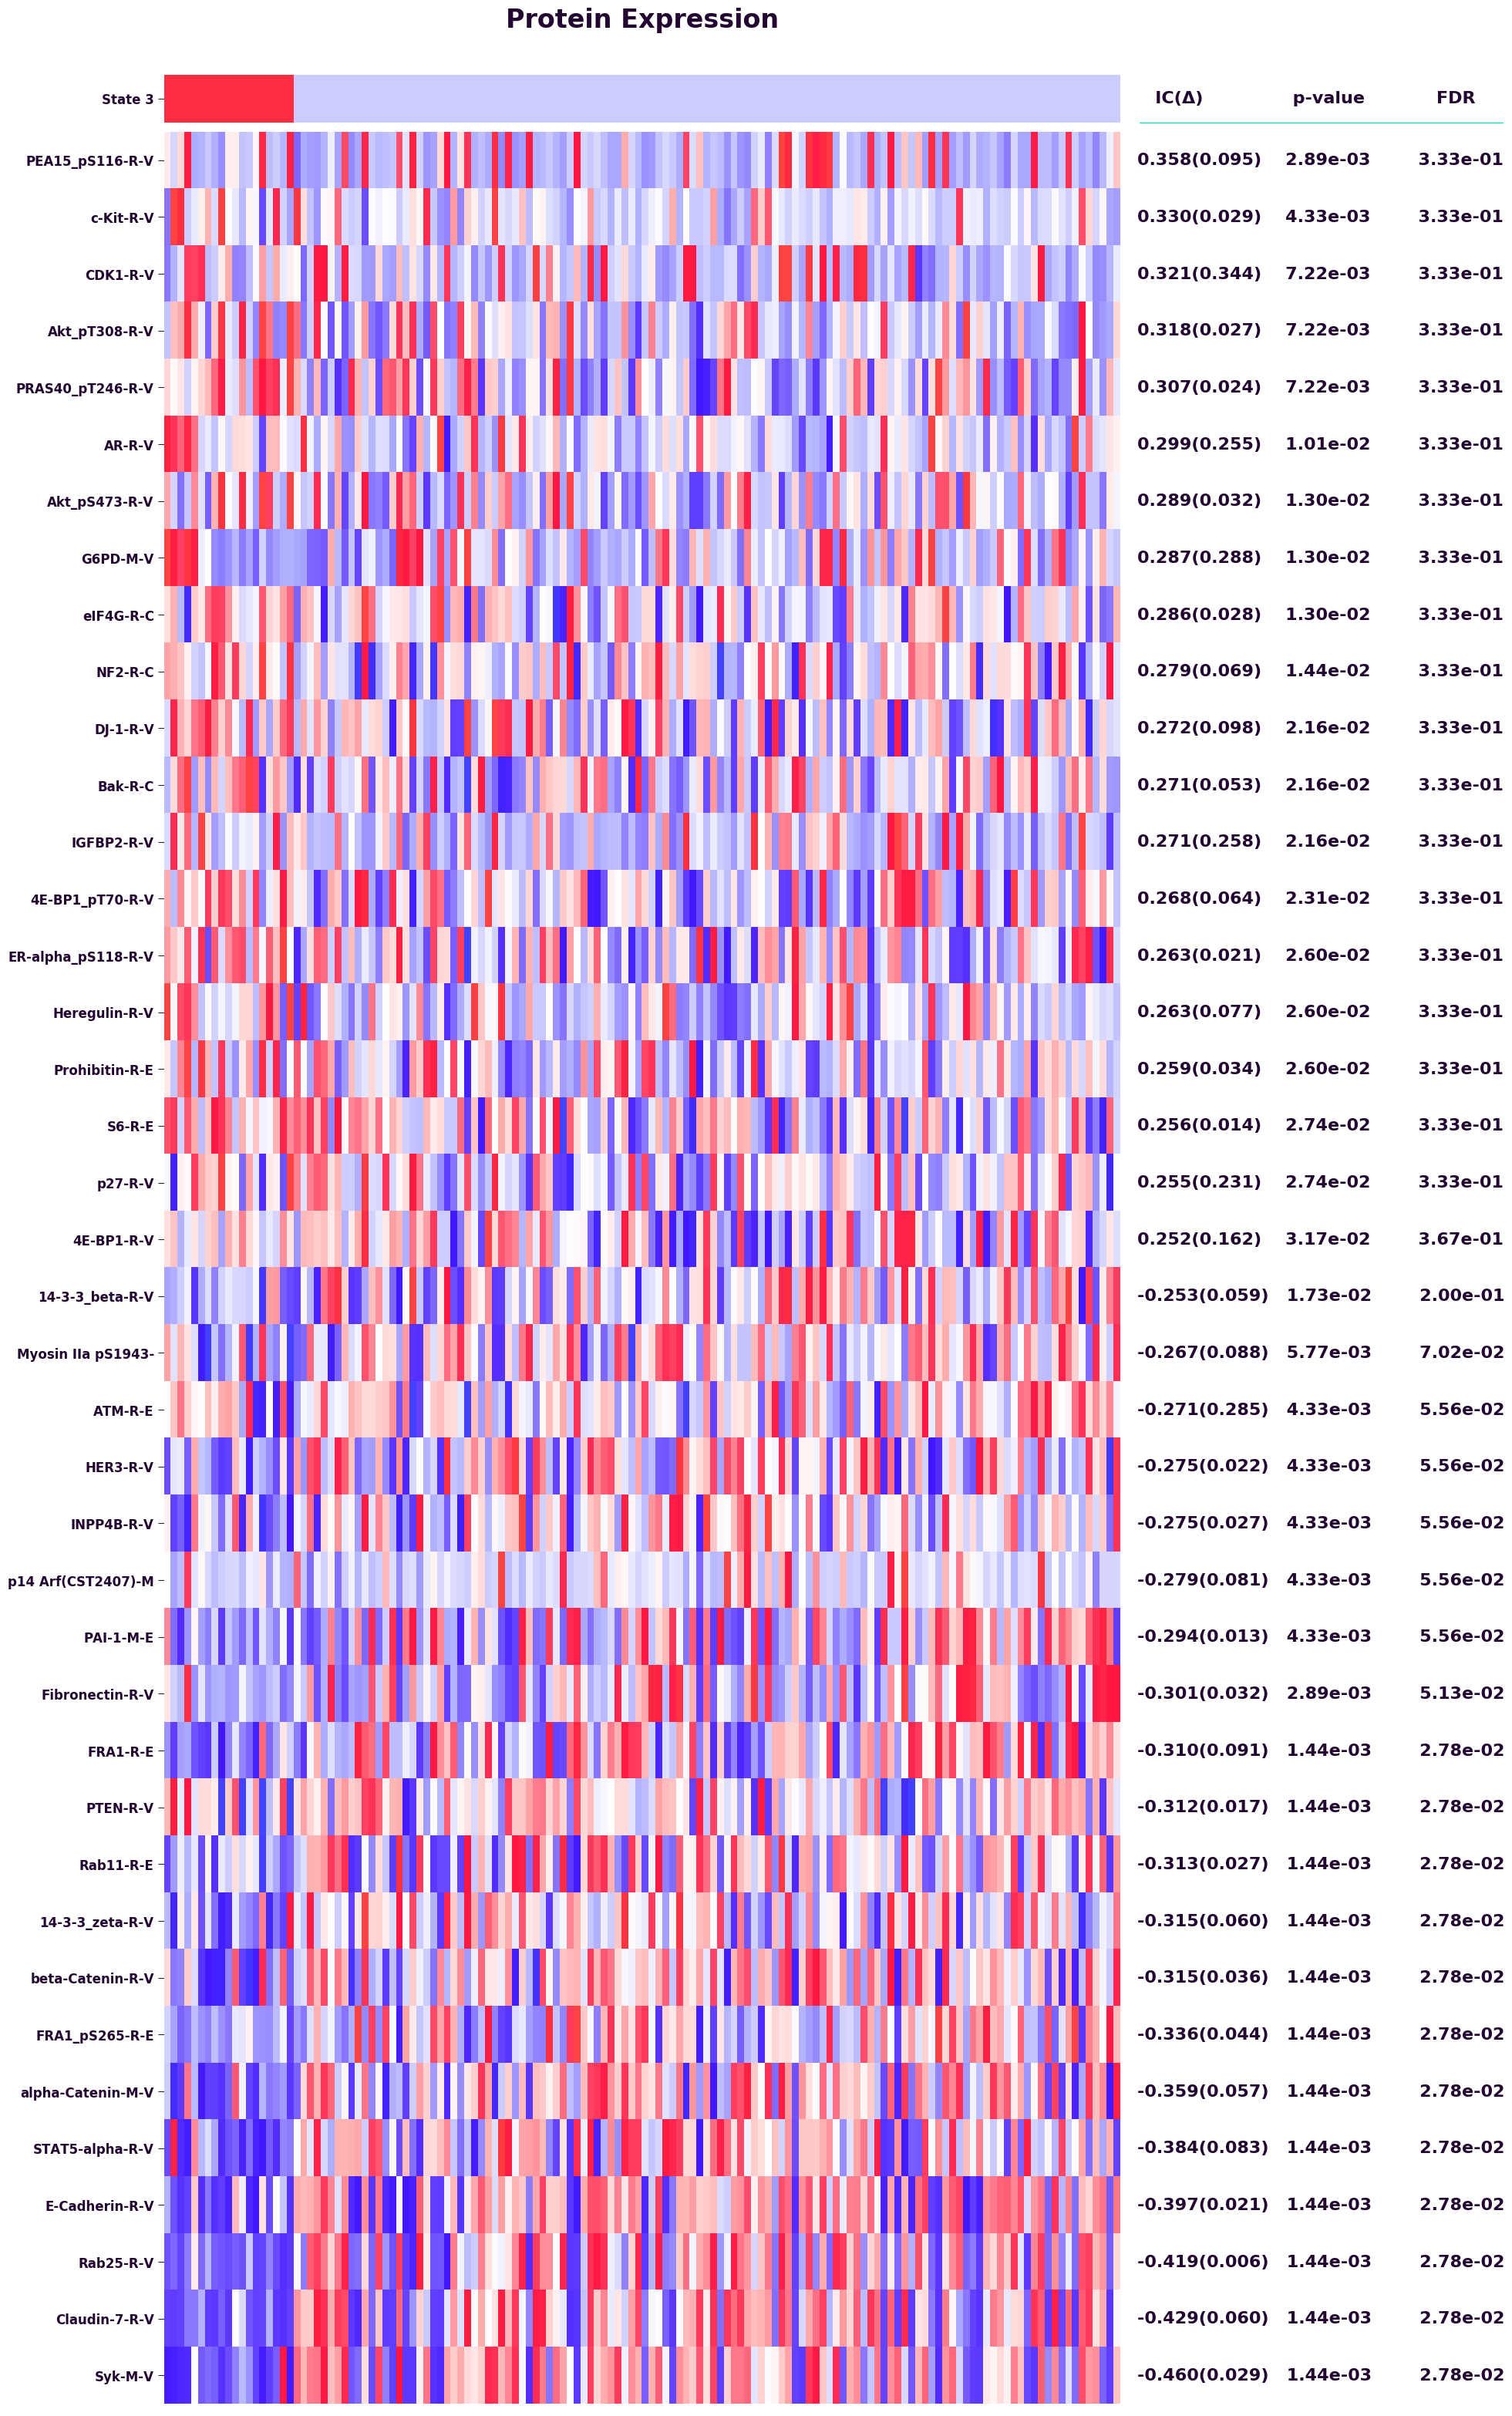 Protein Expression
State 3 IC(Δ) p-value FDR
PEA15_pS116-R-V 0.358(0.095) 2.89e-03 3.33e-01
c-Kit-R-V 0.330(0.029) 4.33e-03 3.33e-01
CDK1-R-V 0.321(0.344) 7.22e-03 3.33e-01
Akt_pT308-R-V 0.318(0.027) 7.22e-03 3.33e-01
PRAS40_pT246-R-V 0.307(0.024) 7.22e-03 3.33e-01
AR-R-V 0.299(0.255) 1.01e-02 3.33e-01
Akt_pS473-R-V 0.289(0.032) 1.30e-02 3.33e-01
G6PD-M-V 0.287(0.288) 1.30e-02 3.33e-01
eIF4G-R-C 0.286(0.028) 1.30e-02 3.33e-01
NF2-R-C 0.279(0.069) 1.44e-02 3.33e-01
DJ-1-R-V 0.272(0.098) 2.16e-02 3.33e-01
Bak-R-C 0.271(0.053) 2.16e-02 3.33e-01
IGFBP2-R-V 0.271(0.258) 2.16e-02 3.33e-01
4E-BP1_pT70-R-V 0.268(0.064) 2.31e-02 3.33e-01
ER-alpha_pS118-R-V 0.263(0.021) 2.60e-02 3.33e-01
Heregulin-R-V 0.263(0.077) 2.60e-02 3.33e-01
Prohibitin-R-E 0.259(0.034) 2.60e-02 3.33e-01
S6-R-E 0.256(0.014) 2.74e-02 3.33e-01
p27-R-V 0.255(0.231) 2.74e-02 3.33e-01
4E-BP1-R-V 0.252(0.162) 3.17e-02 3.67e-01
14-3-3_beta-R-V -0.253(0.059) 1.73e-02 2.00e-01
Myosin IIa pS1943- -0.267(0.088) 5.77e-03 7.02e-02
ATM-R-E -0.271(0.285) 4.33e-03 5.56e-02
HER3-R-V -0.275(0.022) 4.33e-03 5.56e-02
INPP4B-R-V -0.275(0.027) 4.33e-03 5.56e-02
p14 Arf(CST2407)-M -0.279(0.081) 4.33e-03 5.56e-02
PAI-1-M-E -0.294(0.013) 4.33e-03 5.56e-02
Fibronectin-R-V -0.301(0.032) 2.89e-03 5.13e-02
FRA1-R-E -0.310(0.091) 1.44e-03 2.78e-02
PTEN-R-V -0.312(0.017) 1.44e-03 2.78e-02
Rab11-R-E -0.313(0.027) 1.44e-03 2.78e-02
14-3-3_zeta-R-V -0.315(0.060) 1.44e-03 2.78e-02
beta-Catenin-R-V -0.315(0.036) 1.44e-03 2.78e-02
FRA1_pS265-R-E -0.336(0.044) 1.44e-03 2.78e-02
alpha-Catenin-M-V -0.359(0.057) 1.44e-03 2.78e-02
STAT5-alpha-R-V -0.384(0.083) 1.44e-03 2.78e-02
E-Cadherin-R-V -0.397(0.021) 1.44e-03 2.78e-02
Rab25-R-V -0.419(0.006) 1.44e-03 2.78e-02
Claudin-7-R-V -0.429(0.060) 1.44e-03 2.78e-02
Syk-M-V -0.460(0.029) 1.44e-03 2.78e-02